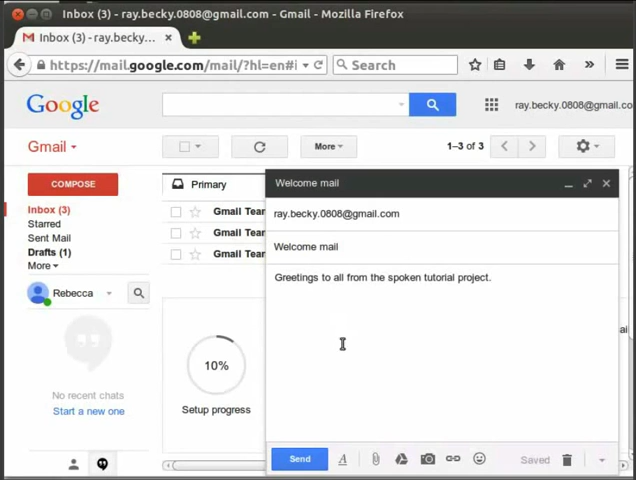 Inbox (3) - ray.becky.0808@gmail.com - Gmail - Mozilla Firefox
Inbox (3) - ray.becky....
https://mail.google.com/mail/?hl=en#i
Search
Google
ray.becky.0808@gmail.co
Gmail
More
1–3 of 3
COMPOSE
Primary
Welcome mail
Inbox (3)
Gmail Tear
ray.becky.0808@gmail.com
Starred
Sent Mail
Gmail Tear
Welcome mail
Drafts (1)
Gmail Tear
More
Greetings to all from the spoken tutorial project.
Rebecca
10%
Setup progress
No recent chats
Start a new one
Send
Saved